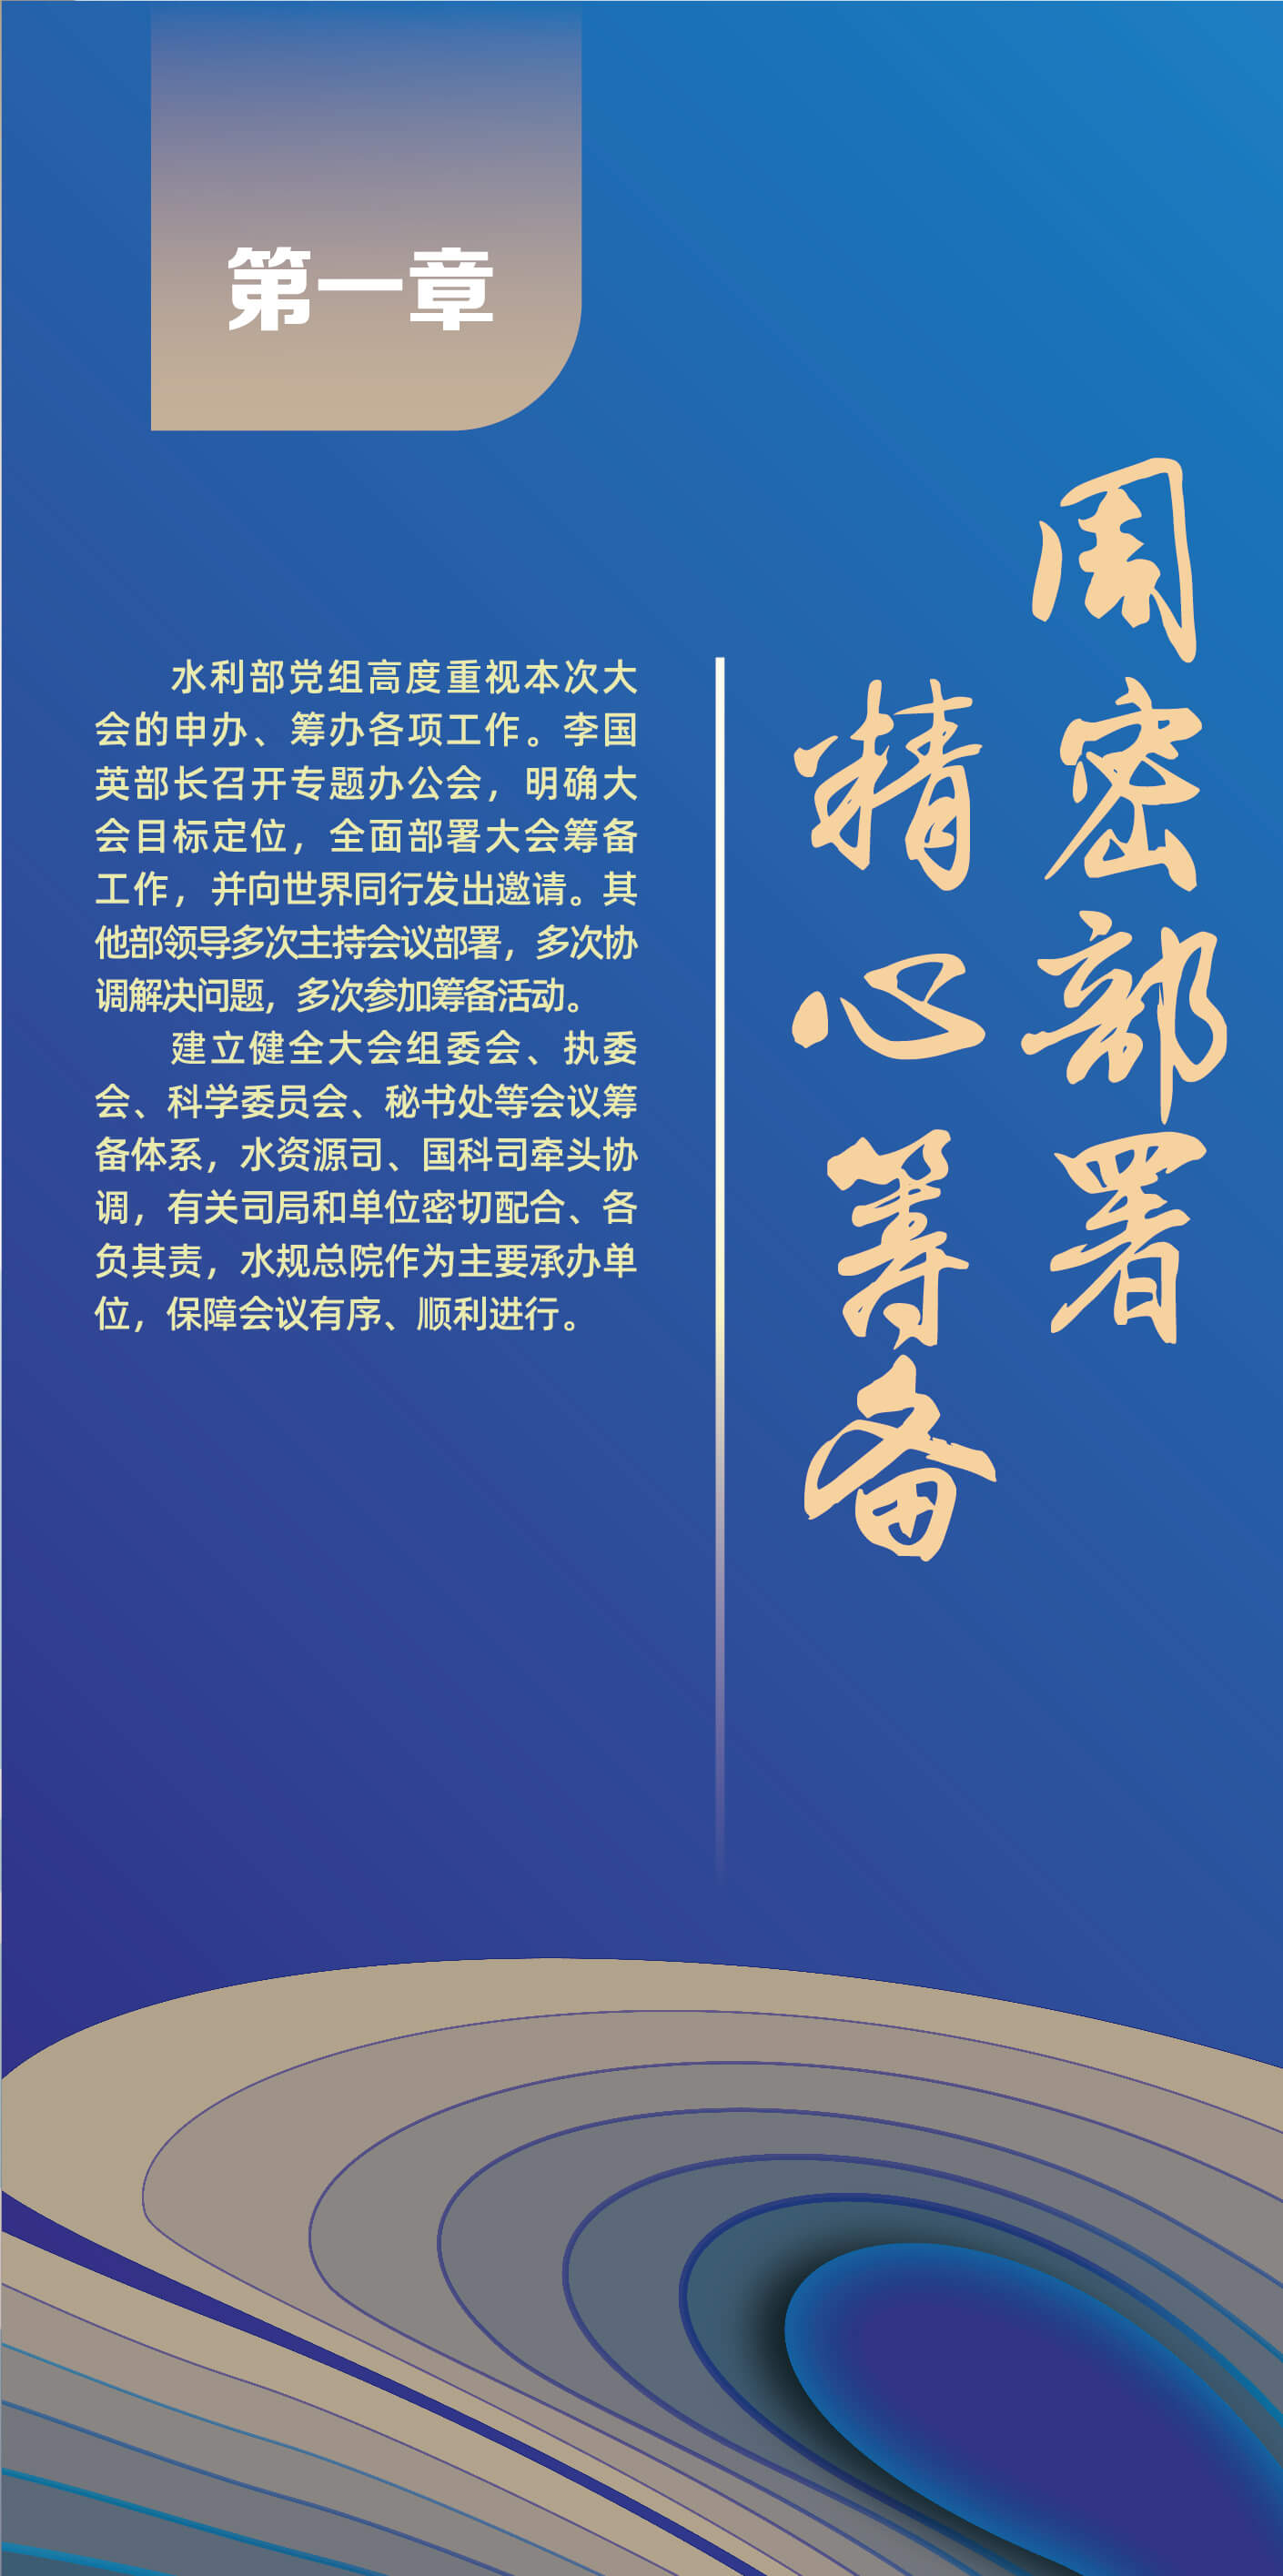 第一章
周密部署
精心筹备
水利部党组高度重视本次大
会的申办、筹办各项工作。李国
英部长召开专题办公会，明确大
会目标定位，全面部署大会筹备
工作，并向世界同行发出邀请。其
他部领导多次主持会议部署，多次协
调解决问题，多次参加筹备活动。
建立健全大会组委会、执委
会、科学委员会、秘书处等会议筹
备体系，水资源司、国科司牵头协
调，有关司局和单位密切配合、各
负其责，水规总院作为主要承办单
位，保障会议有序、顺利进行。